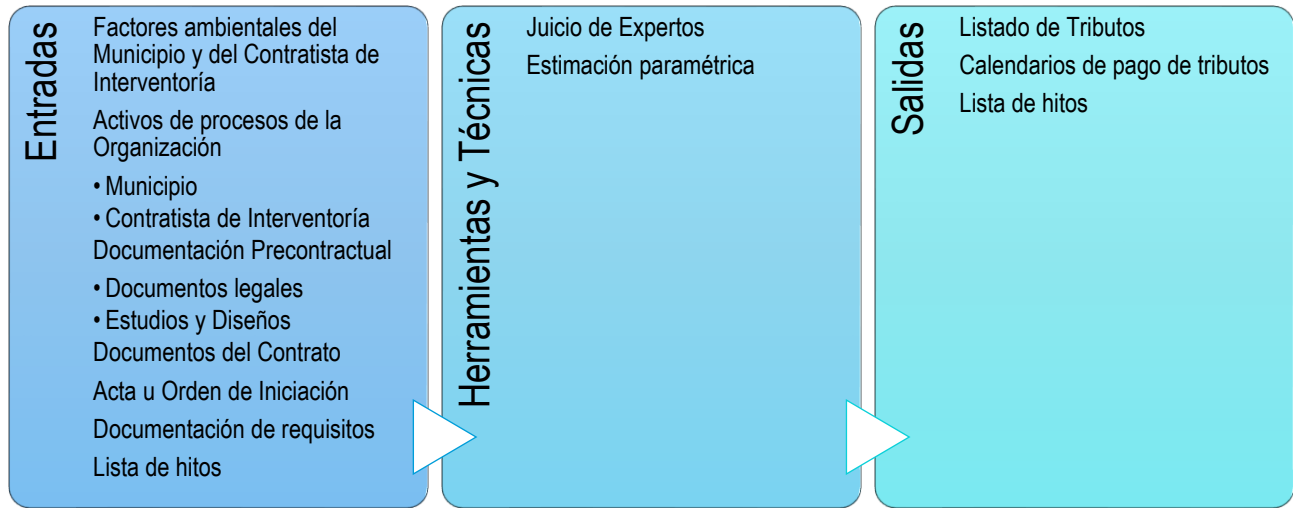 Entradas
Factores ambientales del
Municipio y del Contratista de
Interventoría
Activos de procesos de la
Organización
• Municipio
• Contratista de Interventoría
Documentación Precontractual
• Documentos legales
• Estudios y Diseños
Documentos del Contrato
Acta u Orden de Iniciación
Documentación de requisitos
Lista de hitos
Herramientas y Técnicas
Juicio de Expertos
Estimación paramétrica
Salidas
Listado de Tributos
Calendarios de pago de tributos
Lista de hitos